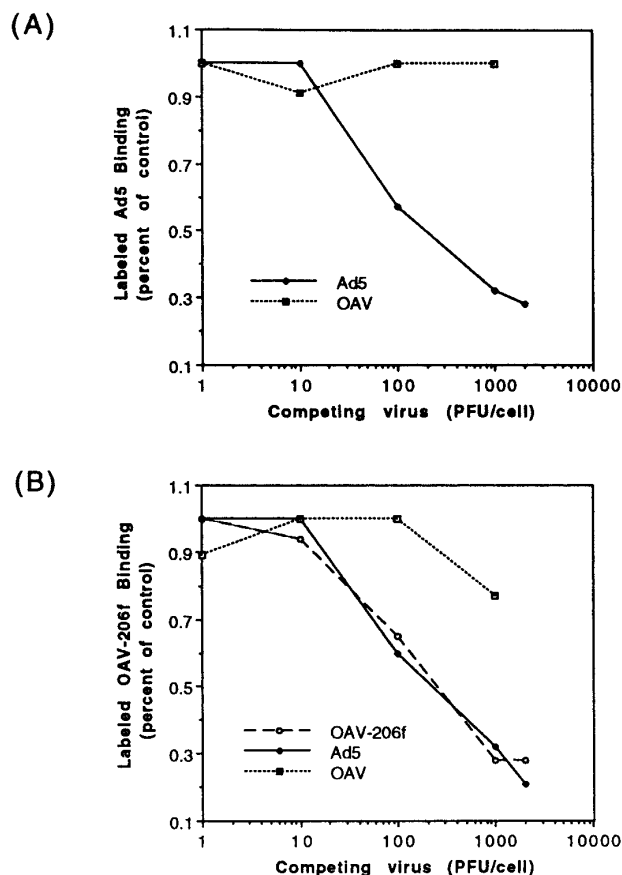 (A)
Labeled Ad5 Binding
(percent of control)
1.1
0.9
0.7
0.5
0.3
0.1
Ad5
OAV
1 10 100 1000 10000
Competing virus (PFU/cell)
(B)
Labeled OAV-206f Binding
(percent of control)
1.1
0.9
0.7
0.5
0.3
0.1
OAV-206f
Ad5
OAV
1 10 100 1000 10000
Competing virus (PFU/cell)